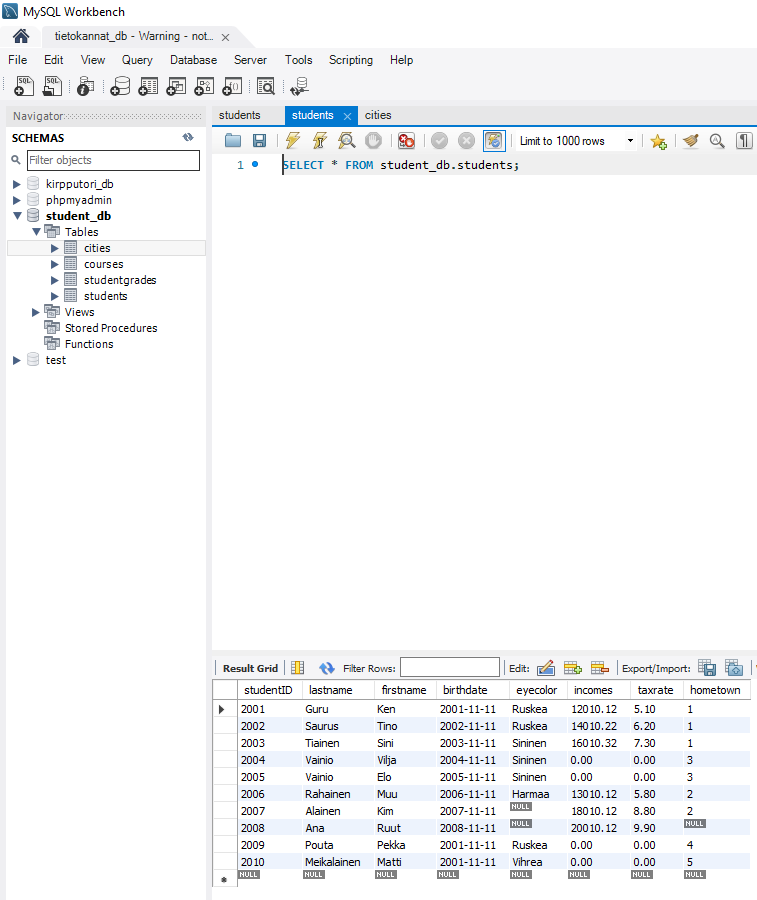 MySQL Workbench
tietokannat_db - Warning - not... ×
File Edit View Query Database Server Tools Scripting Help
Navigator
SCHEMAS
Filter objects
kirpputori_db
phpmyadmin
student_db
Tables
cities
courses
studentgrades
students
Views
Stored Procedures
Functions
test
students students × cities
Limit to 1000 rows
1 SELECT * FROM student_db.students;
Result Grid Filter Rows: Edit: Export/Import:
studentID lastname firstname birthdate eyecolor incomes taxrate hometown
2001 Guru Ken 2001-11-11 Ruskea 12010.12 5.10 1
2002 Saurus Tino 2002-11-11 Ruskea 14010.22 6.20 1
2003 Tiainen Sini 2003-11-11 Sininen 16010.32 7.30 1
2004 Vainio Vilja 2004-11-11 Sininen 0.00 0.00 3
2005 Vainio Elo 2005-11-11 Sininen 0.00 0.00 3
2006 Rahainen Muu 2006-11-11 Harmaa 13010.12 5.80 2
2007 Alainen Kim 2007-11-11 NULL 18010.12 8.80 2
2008 Ana Ruut 2008-11-11 NULL 20010.12 9.90 NULL
2009 Pouta Pekka 2001-11-11 Ruskea 0.00 0.00 4
2010 Meikalainen Matti 2001-11-11 Vihrea 0.00 0.00 5
NULL NULL NULL NULL NULL NULL NULL NULL